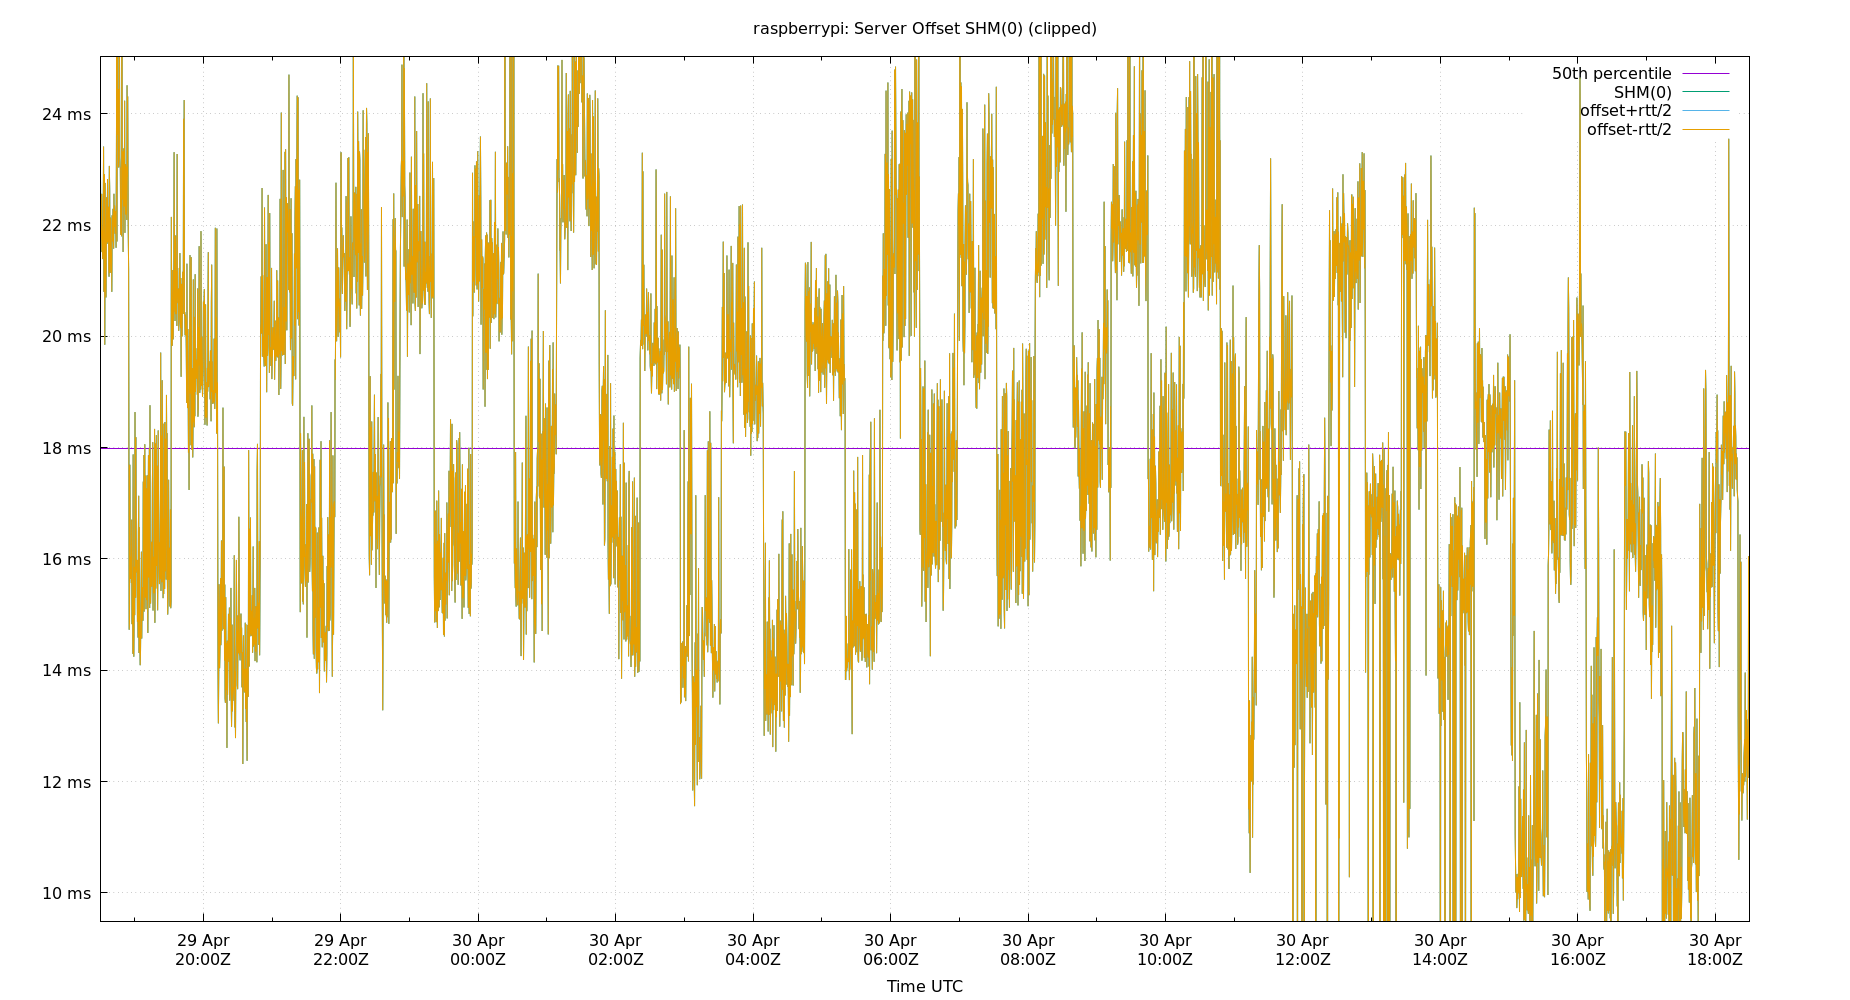 raspberrypi: Server Offset SHM(0) (clipped)
50th percentile
SHM(0)
offset+rtt/2
offset-rtt/2
24 ms
22 ms
20 ms
18 ms
16 ms
14 ms
12 ms
10 ms
29 Apr 29 Apr 30 Apr 30 Apr 30 Apr 30 Apr 30 Apr 30 Apr 30 Apr 30 Apr 30 Apr 30 Apr
20:00Z 22:00Z 00:00Z 02:00Z 04:00Z 06:00Z 08:00Z 10:00Z 12:00Z 14:00Z 16:00Z 18:00Z
Time UTC